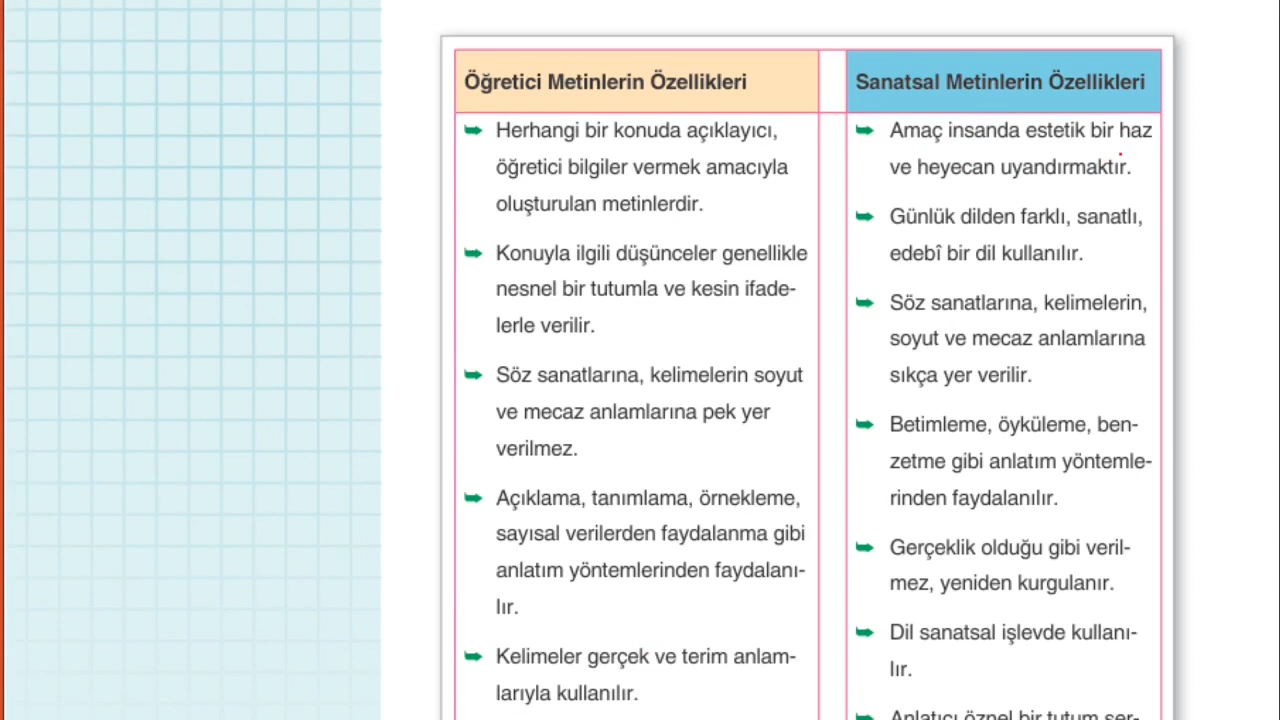 Öğretici Metinlerin Özellikleri
Herhangi bir konuda açıklayıcı,
öğretici bilgiler vermek amacıyla
oluşturulan metinlerdir.
Konuyla ilgili düşünceler genellikle
nesnel bir tutumla ve kesin ifade-
lerle verilir.
Söz sanatlarına, kelimelerin soyut
ve mecaz anlamlarına pek yer
verilmez.
Açıklama, tanımlama, örnekleme,
sayısal verilerden faydalanma gibi
anlatım yöntemlerinden faydalanı-
lır.
Kelimeler gerçek ve terim anlam-
larıyla kullanılır.
Sanatsal Metinlerin Özellikleri
Amaç insanda estetik bir haz
ve heyecan uyandırmaktır.
Günlük dilden farklı, sanatlı,
edebî bir dil kullanılır.
Söz sanatlarına, kelimelerin,
soyut ve mecaz anlamlarına
sıkça yer verilir.
Betimleme, öyküleme, ben-
zetme gibi anlatım yöntemle-
rinden faydalanılır.
Gerçeklik olduğu gibi veril-
mez, yeniden kurgulanır.
Dil sanatsal işlevde kullanı-
lır.
Anlatıcı öznel bir tutum ser-